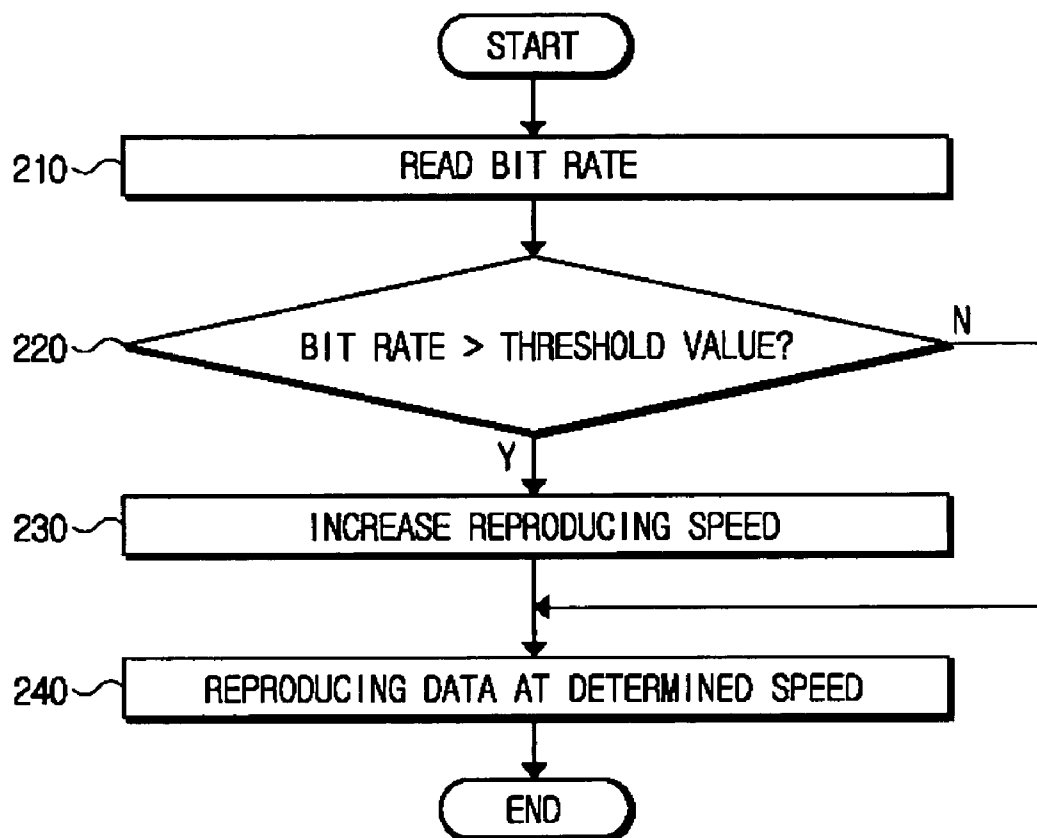 START
210
READ BIT RATE
220
BIT RATE > THRESHOLD VALUE?
N
Y
230
INCREASE REPRODUCING SPEED
240
REPRODUCING DATA AT DETERMINED SPEED
END